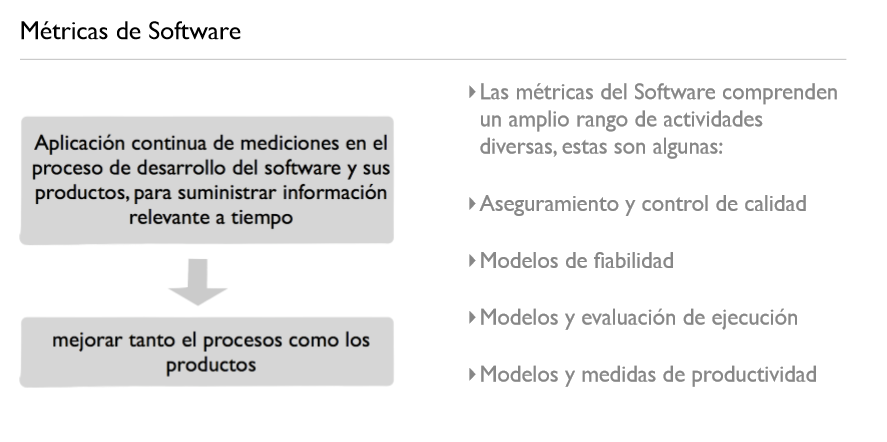 Métricas de Software
Aplicación continua de mediciones en el
proceso de desarrollo del software y sus
productos, para suministrar información
relevante a tiempo
mejorar tanto el procesos como los
productos
Las métricas del Software comprenden
un amplio rango de actividades
diversas, estas son algunas:
Aseguramiento y control de calidad
Modelos de fiabilidad
Modelos y evaluación de ejecución
Modelos y medidas de productividad